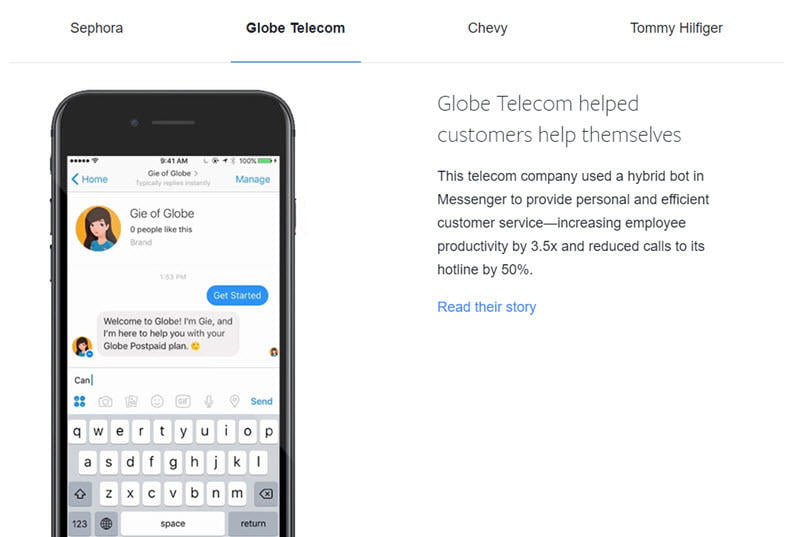 Sephora
Globe Telecom
Chevy
Tommy Hilfiger
9:41 AM
100%
Home
Gie of Globe >
Typically replies instantly
Manage
Gie of Globe
0 people like this
Brand
1:53 PM
Get Started
Welcome to Globe! I'm Gie, and
I'm here to help you with your
Globe Postpaid plan. 🙂
Can
GIF
Send
q w e r t y u i o p
a s d f g h j k l
z x c v b n m
123
space
return
Globe Telecom helped
customers help themselves
This telecom company used a hybrid bot in
Messenger to provide personal and efficient
customer service—increasing employee
productivity by 3.5x and reduced calls to its
hotline by 50%.
Read their story